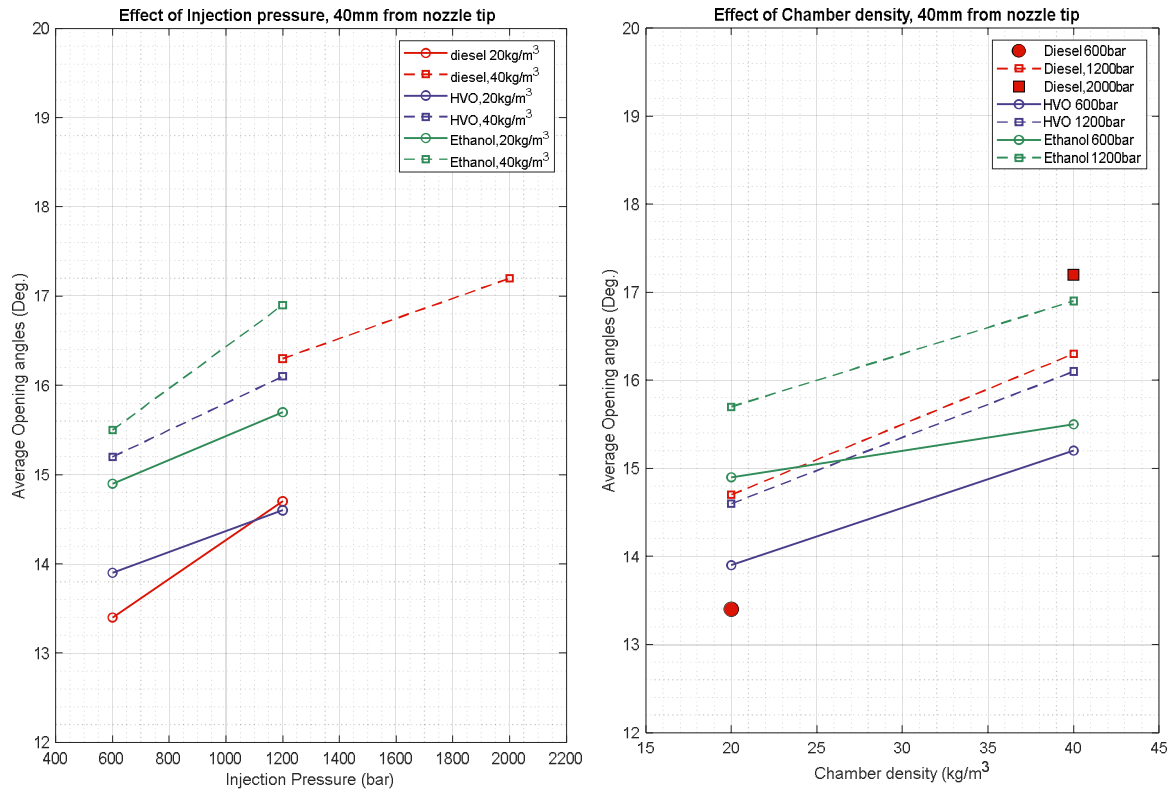 Effect of Injection pressure, 40mm from nozzle tip
20
19
18
17
16
15
14
13
12
Average Opening angles (Deg.)
400 600 800 1000 1200 1400 1600 1800 2000 2200
Injection Pressure (bar)
diesel 20kg/m³
diesel,40kg/m³
HVO,20kg/m³
HVO,40kg/m³
Ethanol,20kg/m³
Ethanol,40kg/m³
Effect of Chamber density, 40mm from nozzle tip
20
19
18
17
16
15
14
13
12
Average Opening angles (Deg.)
15 20 25 30 35 40 45
Chamber density (kg/m³
Diesel 600bar
Diesel,1200bar
Diesel,2000bar
HVO 600bar
HVO 1200bar
Ethanol 600bar
Ethanol 1200bar